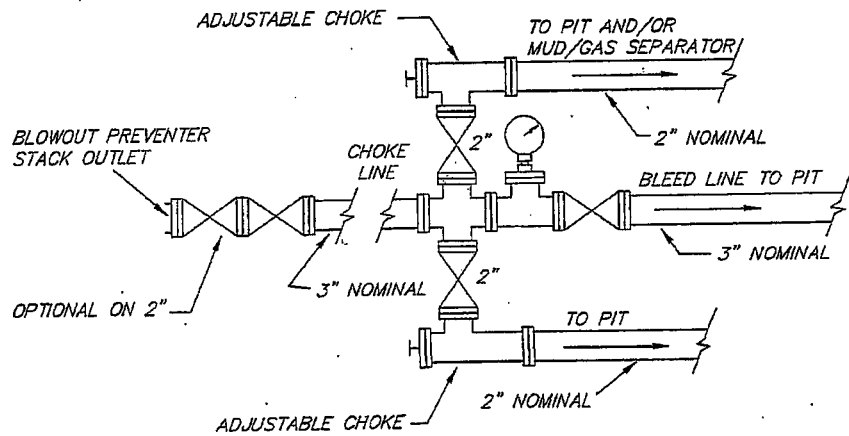 ADJUSTABLE CHOKE
TO PIT AND/OR
MUD/GAS SEPARATOR
2" NOMINAL
BLOWOUT PREVENTER
STACK OUTLET
CHOKE
LINE
2"
BLEED LINE TO PIT
3" NOMINAL
OPTIONAL ON 2"
3" NOMINAL
2"
TO PIT
2" NOMINAL
ADJUSTABLE CHOKE